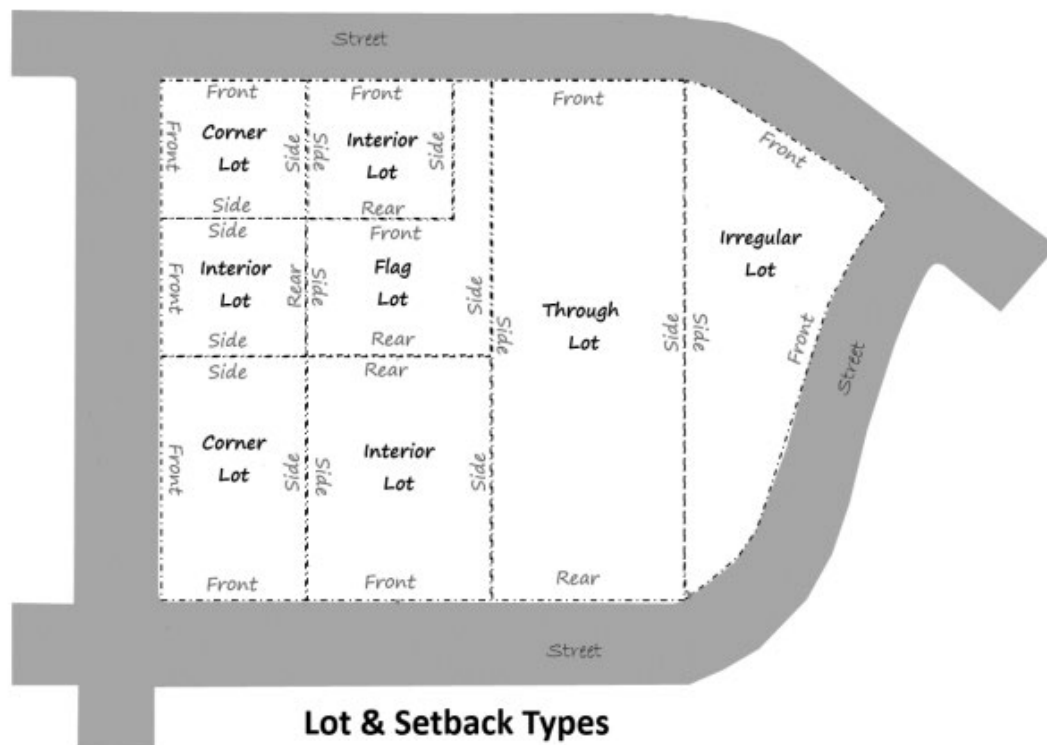 Street
Front Front Front
Corner Lot Interior Lot
Front Side Side Side
Front
Side Rear
Side Front
Irregular Lot
Interior Lot Flag Lot
Front Rear Side Side
Through Lot
Side Side Side
Front
Side Rear
Side Rear
Street
Corner Lot Interior Lot
Front Side Side Side
Front Front Rear
Street
Lot & Setback Types